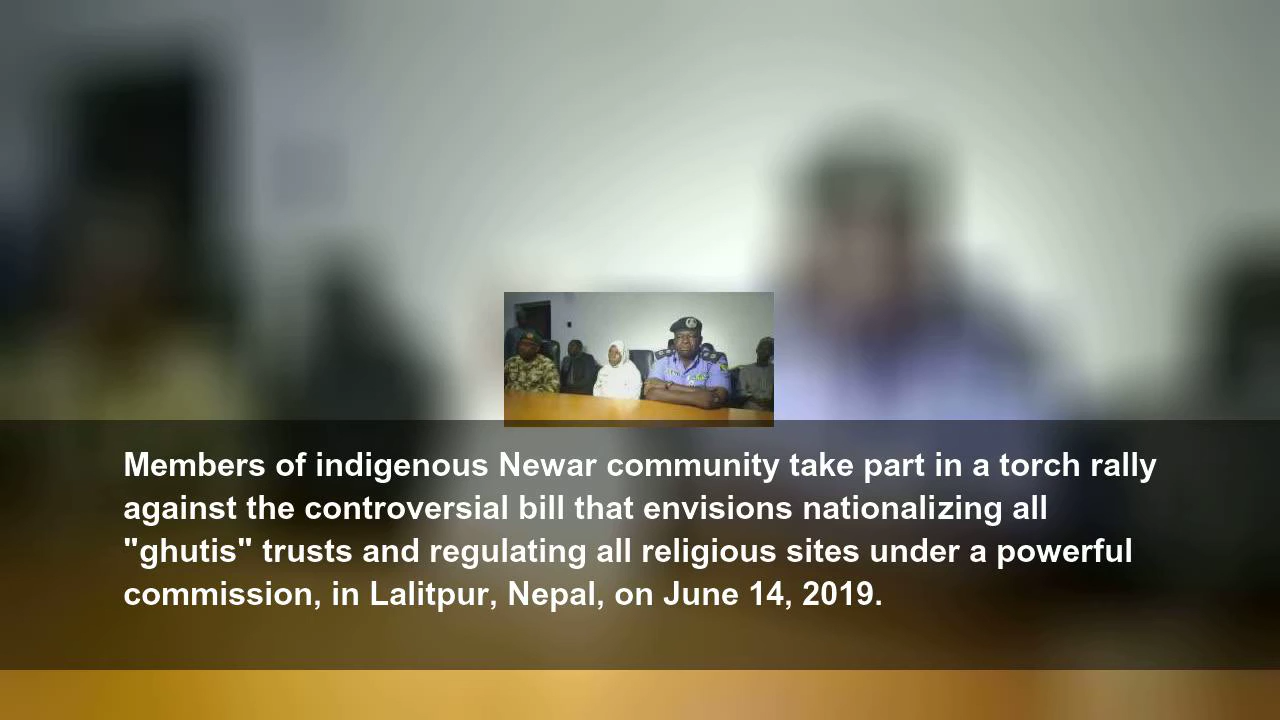 Members of indigenous Newar community take part in a torch rally
against the controversial bill that envisions nationalizing all
"ghutis" trusts and regulating all religious sites under a powerful
commission, in Lalitpur, Nepal, on June 14, 2019.